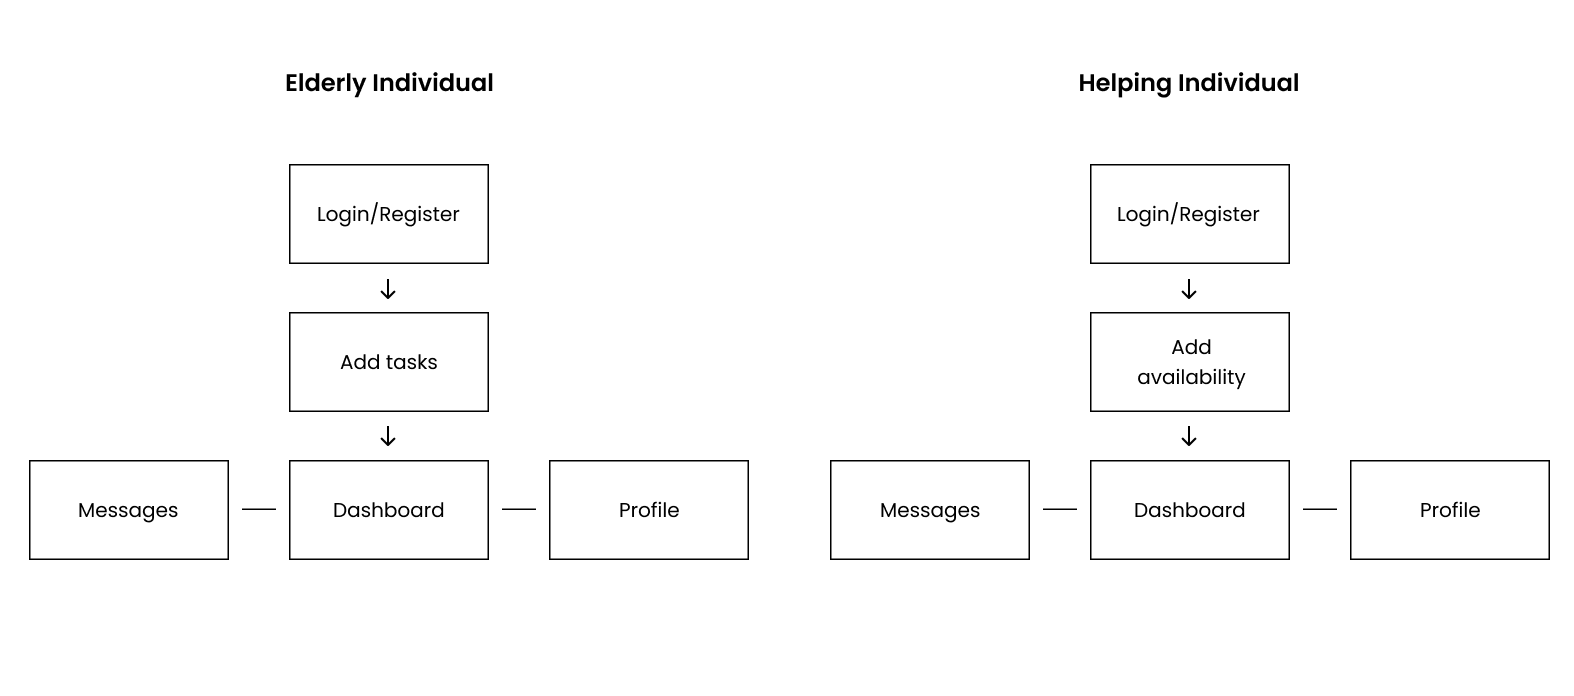 Elderly Individual
Login/Register
Add tasks
Messages
Dashboard
Profile
Helping Individual
Login/Register
Add
availability
Messages
Dashboard
Profile